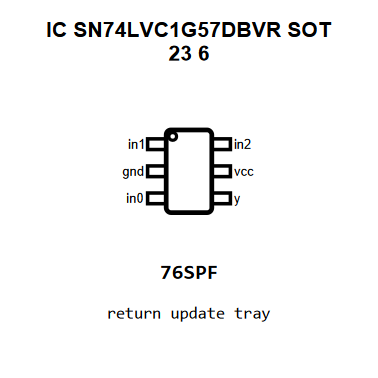 IC SN74LVC1G57DBVR SOT
23 6
in1
in2
gnd
vcc
in0
y
76SPF
return update tray